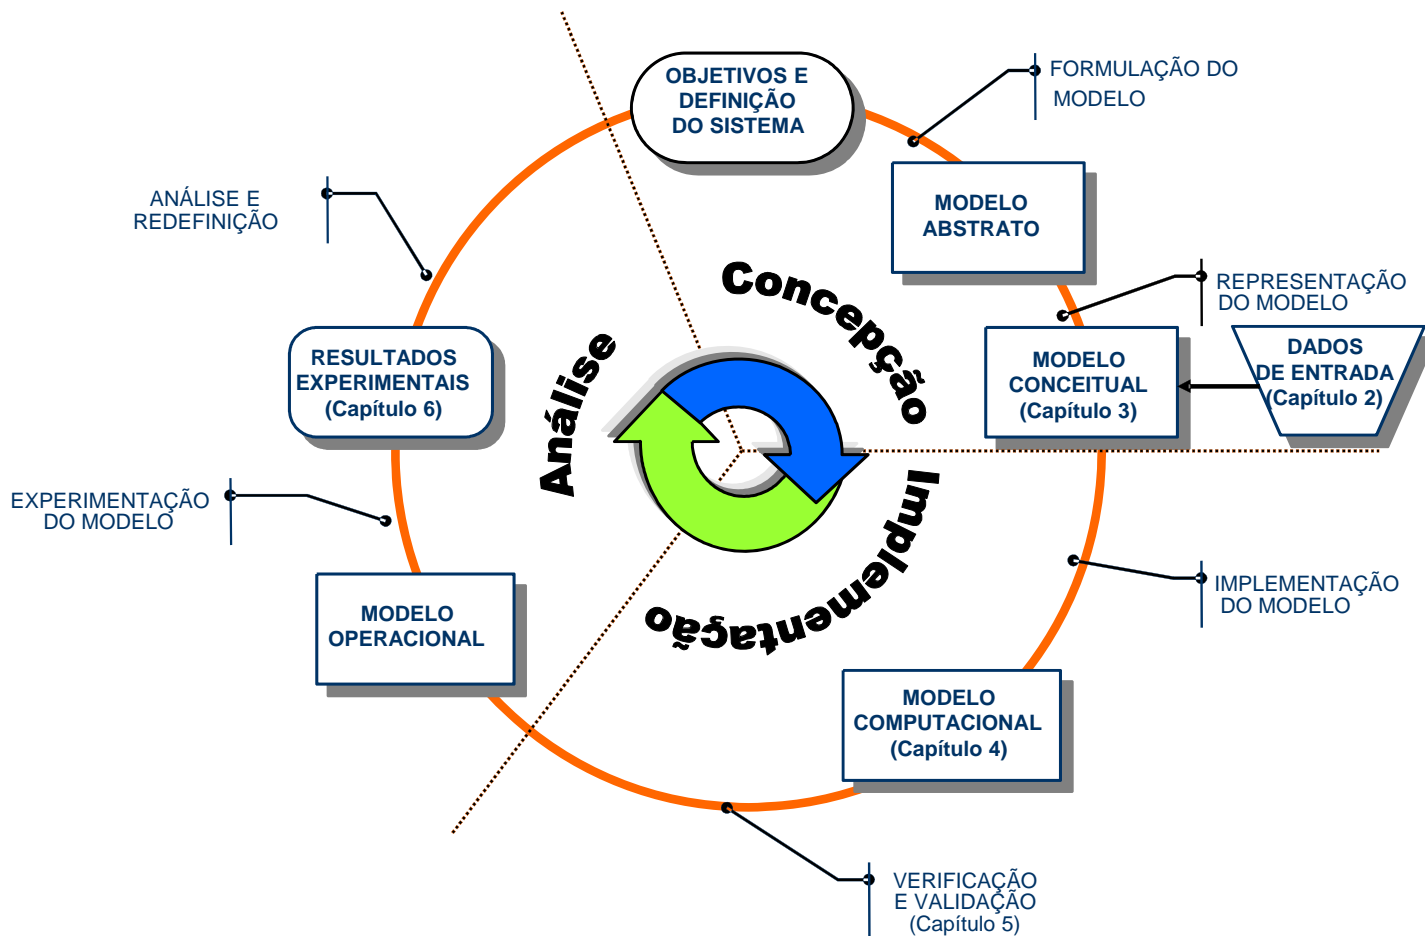 OBJETIVOS E
DEFINIÇÃO
DO SISTEMA
FORMULAÇÃO DO
MODELO
MODELO
ABSTRATO
REPRESENTAÇÃO
DO MODELO
MODELO
CONCEITUAL
(Capítulo 3)
DADOS
DE ENTRADA
(Capítulo 2)
IMPLEMENTAÇÃO
DO MODELO
MODELO
COMPUTACIONAL
(Capítulo 4)
VERIFICAÇÃO
E VALIDAÇÃO
(Capítulo 5)
MODELO
OPERACIONAL
EXPERIMENTAÇÃO
DO MODELO
RESULTADOS
EXPERIMENTAIS
(Capítulo 6)
ANÁLISE E
REDEFINIÇÃO
Concepção
Implementação
Análise